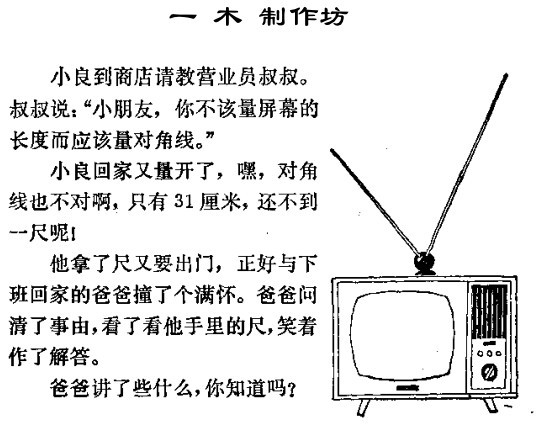 一 木 制作坊
小良到商店请教营业员叔叔。
叔叔说：“小朋友，你不该量屏幕的
长度而应该量对角线。”
小良回家又量开了，嘿，对角
线也不对啊，只有 31 厘米，还不到
一尺呢！
他拿了尺又要出门，正好与下
班回家的爸爸撞了个满怀。爸爸问
清了事由，看了看他手里的尺，笑着
作了解答。
爸爸讲了些什么，你知道吗？